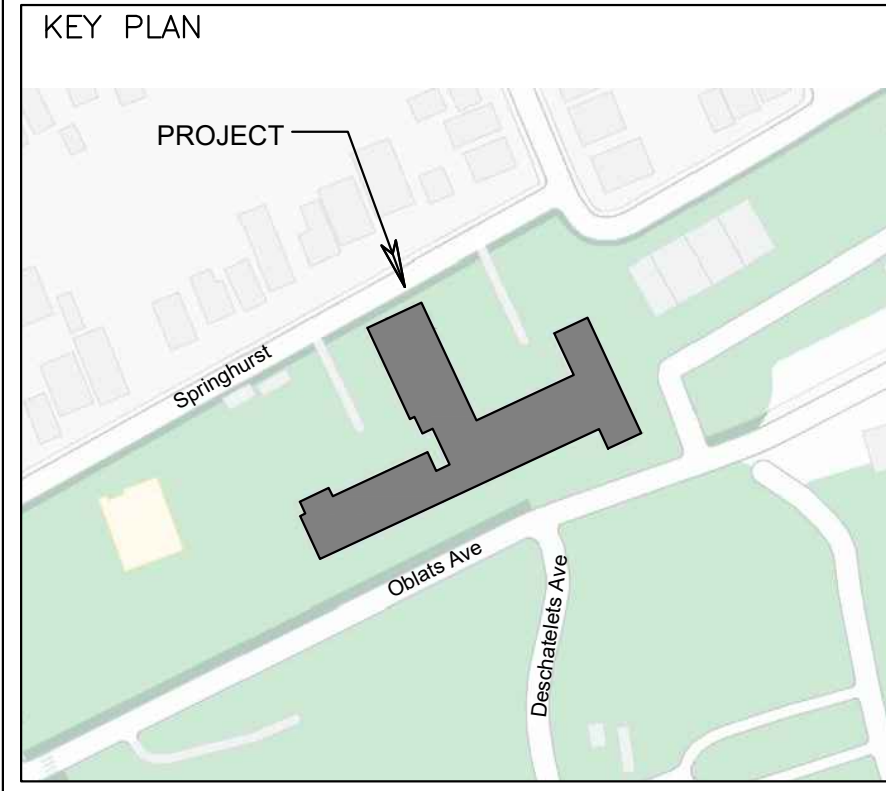 KEY PLAN
PROJECT
Springhurst
Oblats Ave
Deschatelets Ave